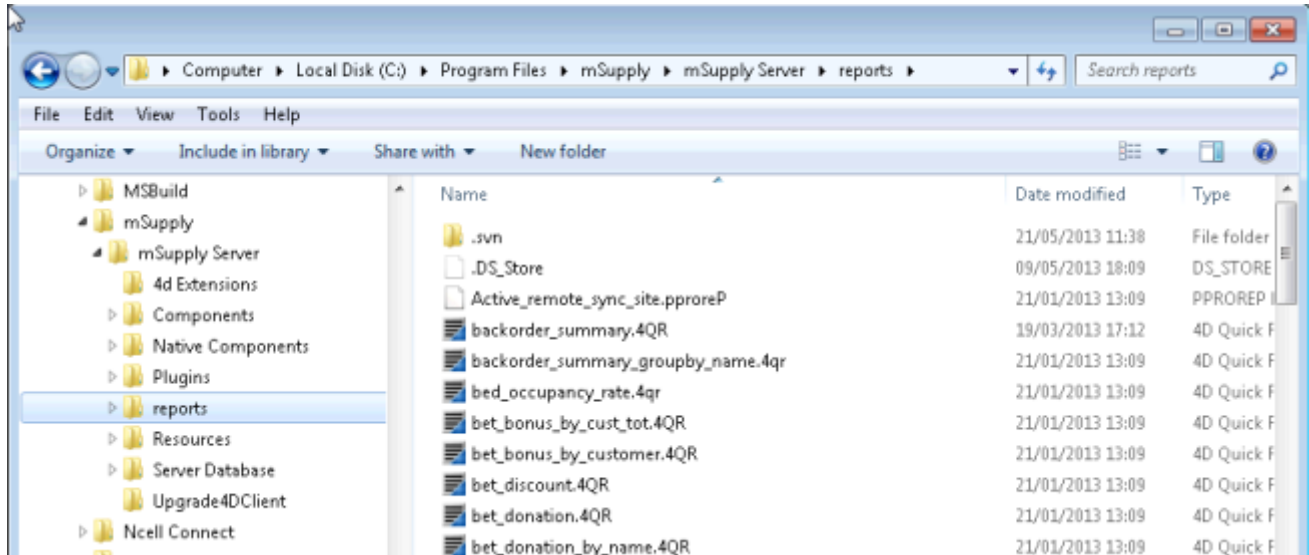 Computer Local Disk (C:) Program Files mSupply mSupply Server reports Search reports
File Edit View Tools Help
Organize Include in library Share with New folder
MSBuild
mSupply
mSupply Server
4d Extensions
Components
Native Components
Plugins
reports
Resources
Server Database
Upgrade4DClient
Ncell Connect
Name Date modified Type
.svn 21/05/2013 11:38 File folder
.DS_Store 09/05/2013 18:09 DS_STORE
Active_remote_sync_site.pproreP 21/01/2013 13:09 PPROREP
backorder_summary.4QR 19/03/2013 17:12 4D Quick F
backorder_summary_groupby_name.4qr 21/01/2013 13:09 4D Quick F
bed_occupancy_rate.4qr 21/01/2013 13:09 4D Quick F
bet_bonus_by_cust_tot.4QR 21/01/2013 13:09 4D Quick F
bet_bonus_by_customer.4QR 21/01/2013 13:09 4D Quick F
bet_discount.4QR 21/01/2013 13:09 4D Quick F
bet_donation.4QR 21/01/2013 13:09 4D Quick F
bet_donation_by_name.4QR 21/01/2013 13:09 4D Quick F